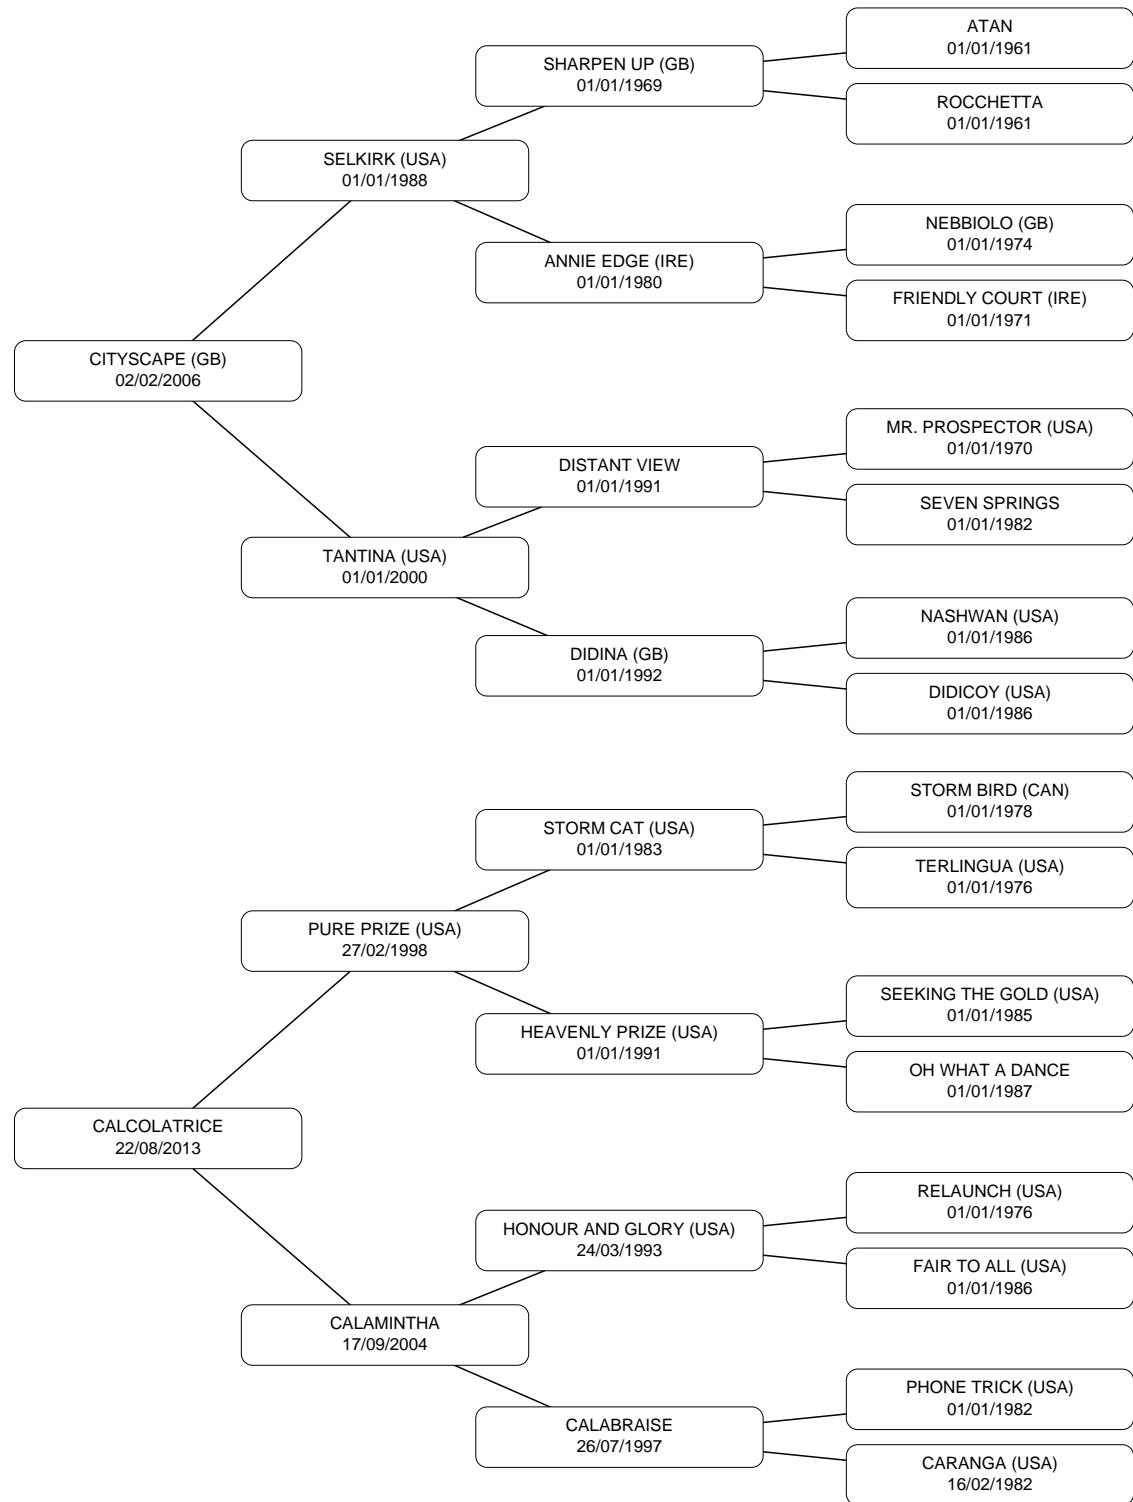 ATAN
01/01/1961
SHARPEN UP (GB)
01/01/1969
ROCCHETTA
01/01/1961
SELKIRK (USA)
01/01/1988
NEBBIOLO (GB)
01/01/1974
ANNIE EDGE (IRE)
01/01/1980
FRIENDLY COURT (IRE)
01/01/1971
CITYSCAPE (GB)
02/02/2006
MR. PROSPECTOR (USA)
01/01/1970
DISTANT VIEW
01/01/1991
SEVEN SPRINGS
01/01/1982
TANTINA (USA)
01/01/2000
NASHWAN (USA)
01/01/1986
DIDINA (GB)
01/01/1992
DIDICOY (USA)
01/01/1986
STORM BIRD (CAN)
01/01/1978
STORM CAT (USA)
01/01/1983
TERLINGUA (USA)
01/01/1976
PURE PRIZE (USA)
27/02/1998
SEEKING THE GOLD (USA)
01/01/1985
HEAVENLY PRIZE (USA)
01/01/1991
OH WHAT A DANCE
01/01/1987
CALCOLATRICE
22/08/2013
RELAUNCH (USA)
01/01/1976
HONOUR AND GLORY (USA)
24/03/1993
FAIR TO ALL (USA)
01/01/1986
CALAMINTHA
17/09/2004
PHONE TRICK (USA)
01/01/1982
CALABRAISE
26/07/1997
CARANGA (USA)
16/02/1982